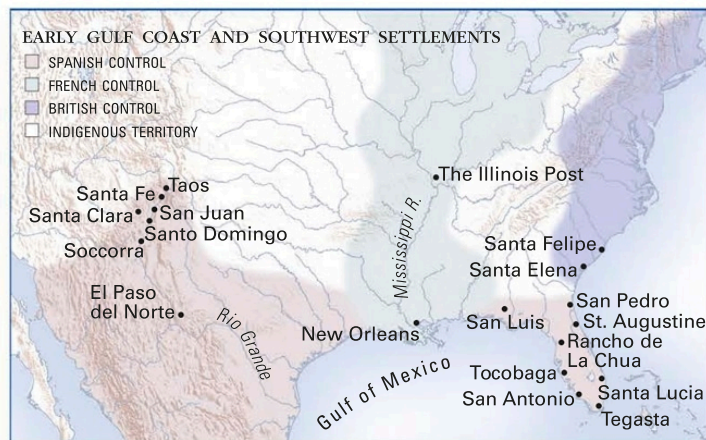 EARLY GULF COAST AND SOUTHWEST SETTLEMENTS
SPANISH CONTROL
FRENCH CONTROL
BRITISH CONTROL
INDIGENOUS TERRITORY
The Illinois Post
Taos
Santa Fe
Santa Clara
San Juan
Santo Domingo
Soccorra
Mississippi R.
Santa Felipe
Santa Elena
El Paso
del Norte
Rio Grande
New Orleans
San Luis
San Pedro
St. Augustine
Rancho de
La Chua
Gulf of Mexico
Tocobaga
San Antonio
Santa Lucia
Tegasta